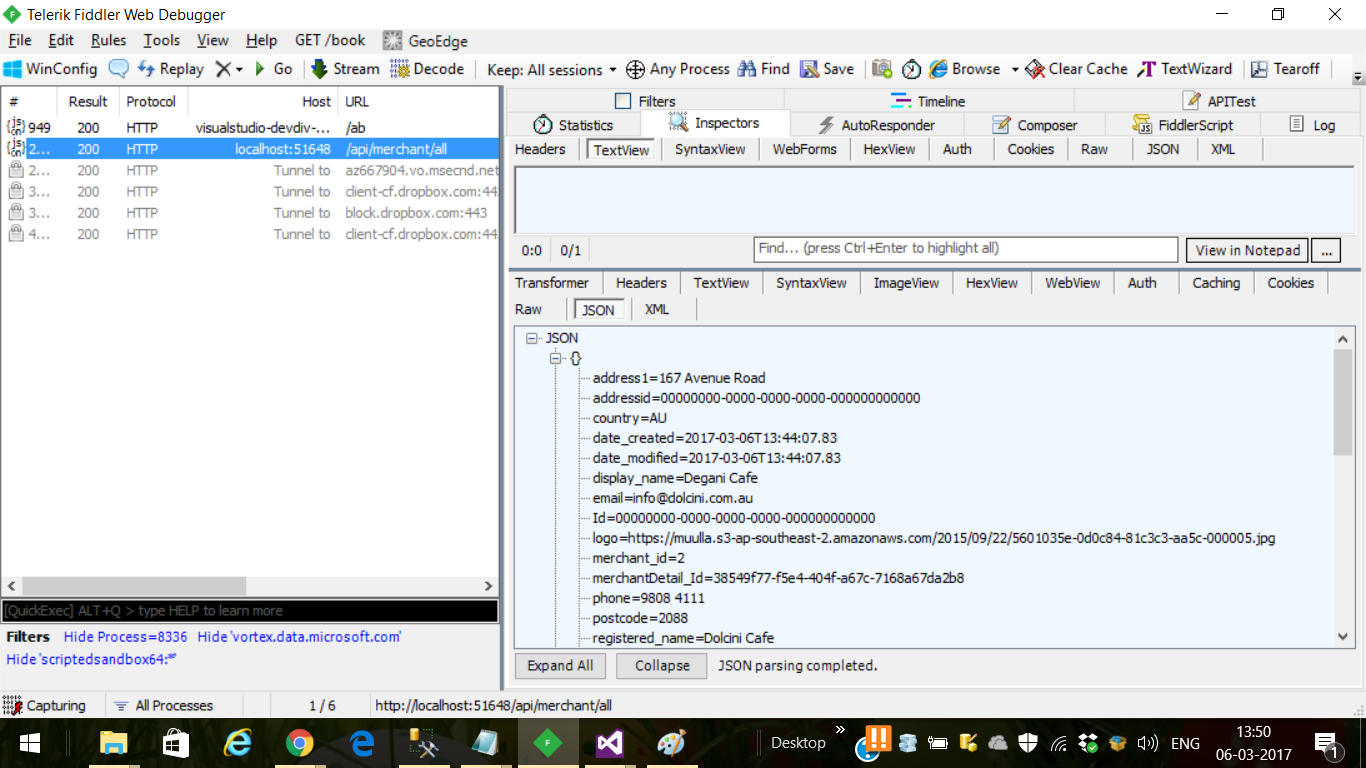 Telerik Fiddler Web Debugger
File Edit Rules Tools View Help GET /book GeoEdge
WinConfig Replay Go Stream Decode Keep: All sessions Any Process Find Save Browse Clear Cache TextWizard Tearoff
# Result Protocol Host URL
949 200 HTTP visualstudio-devdiv-... /ab
2... 200 HTTP localhost:51648 /api/merchant/all
2... 200 HTTP Tunnel to az667904.vo.msecnd.net
3... 200 HTTP Tunnel to client-cf.dropbox.com:44
3... 200 HTTP Tunnel to block.dropbox.com:443
4... 200 HTTP Tunnel to client-cf.dropbox.com:44
[QuickExec] ALT+Q > type HELP to learn more
Filters Hide Process=8336 Hide 'vortex.data.microsoft.com'
Hide 'scriptedsandbox64:*'
Filters Timeline APITest
Statistics Inspectors AutoResponder Composer FiddlerScript Log
Headers TextView SyntaxView WebForms HexView Auth Cookies Raw JSON XML
0:0 0/1 Find... (press Ctrl+Enter to highlight all) View in Notepad ...
Transformer Headers TextView SyntaxView ImageView HexView WebView Auth Caching Cookies
Raw JSON XML
JSON
{}
address1=167 Avenue Road
addressid=00000000-0000-0000-0000-000000000000
country=AU
date_created=2017-03-06T13:44:07.83
date_modified=2017-03-06T13:44:07.83
display_name=Degani Cafe
email=info@dolcini.com.au
Id=00000000-0000-0000-0000-000000000000
logo=https://muulla.s3-ap-southeast-2.amazonaws.com/2015/09/22/5601035e-0d0c84-81c3c3-aa5c-000005.jpg
merchant_id=2
merchantDetail_Id=38549f77-f5e4-404f-a67c-7168a67da2b8
phone=9808 4111
postcode=2088
registered_name=Dolcini Cafe
Expand All Collapse JSON parsing completed.
Capturing All Processes 1 / 6 http://localhost:51648/api/merchant/all
Desktop » ENG 13:50
06-03-2017 1